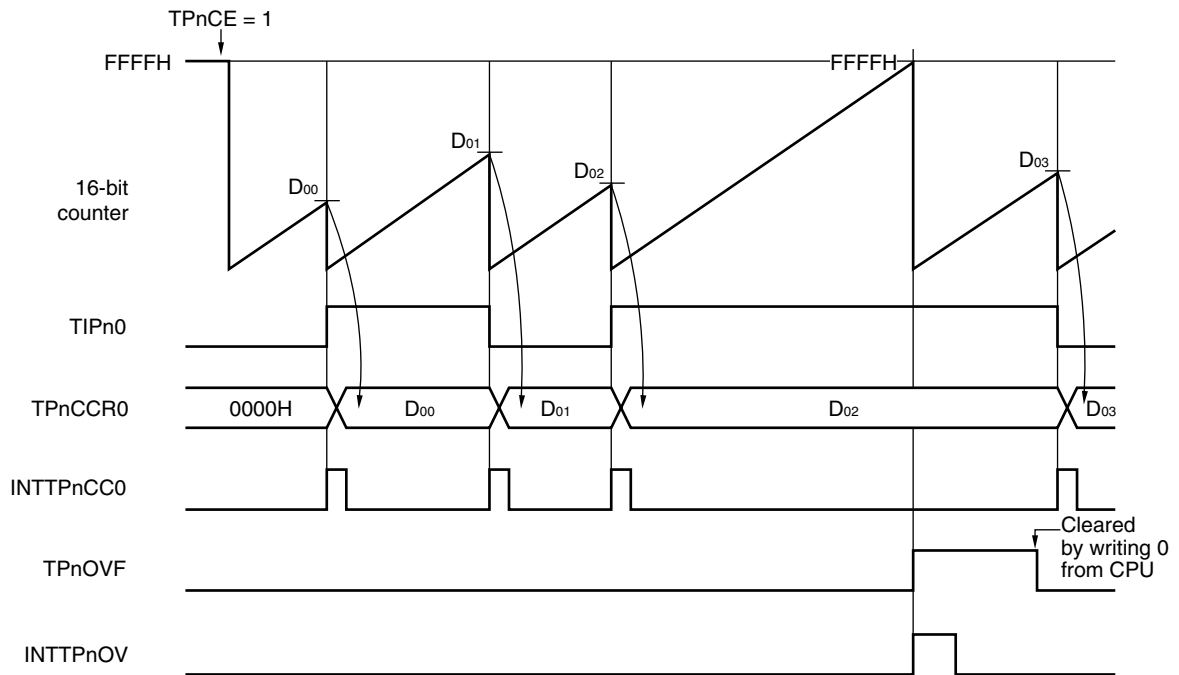 TPnCE = 1
FFFFH
FFFFH
D01
D02
D03
D00
16-bit
counter
TIPn0
TPnCCR0
0000H
D00
D01
D02
D03
INTTPnCC0
Cleared
by writing 0
from CPU
TPnOVF
INTTPnOV